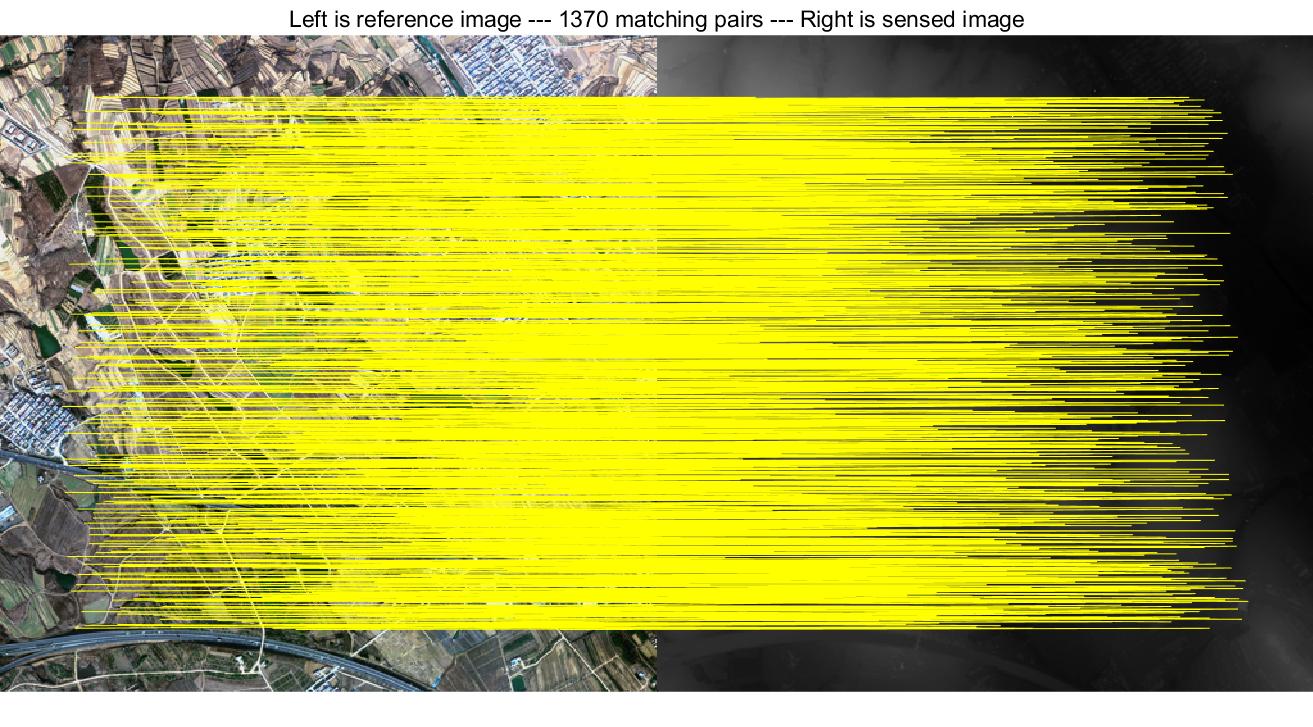 Left is reference image --- 1370 matching pairs --- Right is sensed image